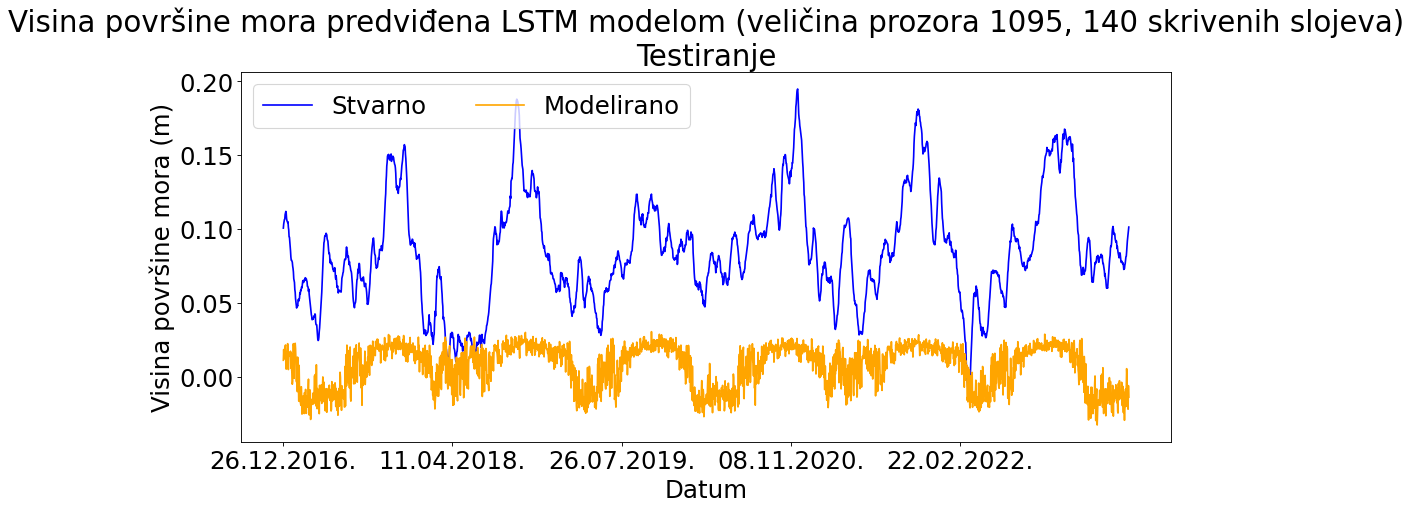 Visina površine mora predviđena LSTM modelom (veličina prozora 1095, 140 skrivenih slojeva)
Testiranje
Stvarno Modelirano
Visina površine mora (m)
0.20
0.15
0.10
0.05
0.00
26.12.2016. 11.04.2018. 26.07.2019. 08.11.2020. 22.02.2022.
Datum